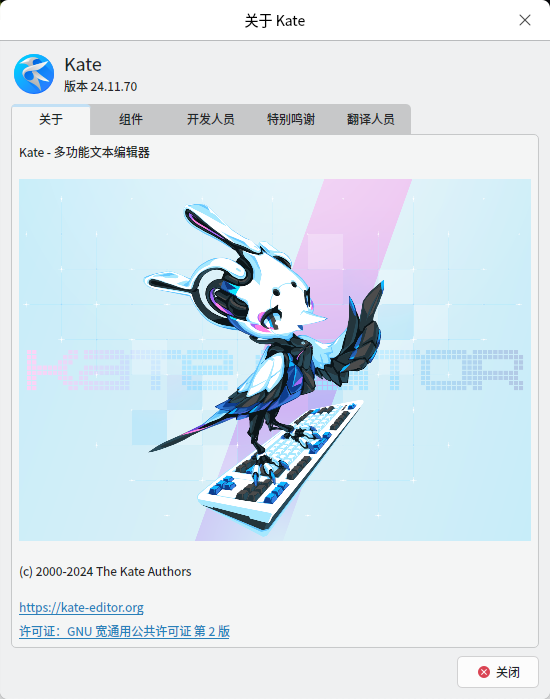 关于 Kate
Kate
版本 24.11.70
关于 组件 开发人员 特别鸣谢 翻译人员
Kate - 多功能文本编辑器
KATE EDITOR
(c) 2000-2024 The Kate Authors
https://kate-editor.org
许可证：GNU 宽通用公共许可证 第 2 版
关闭